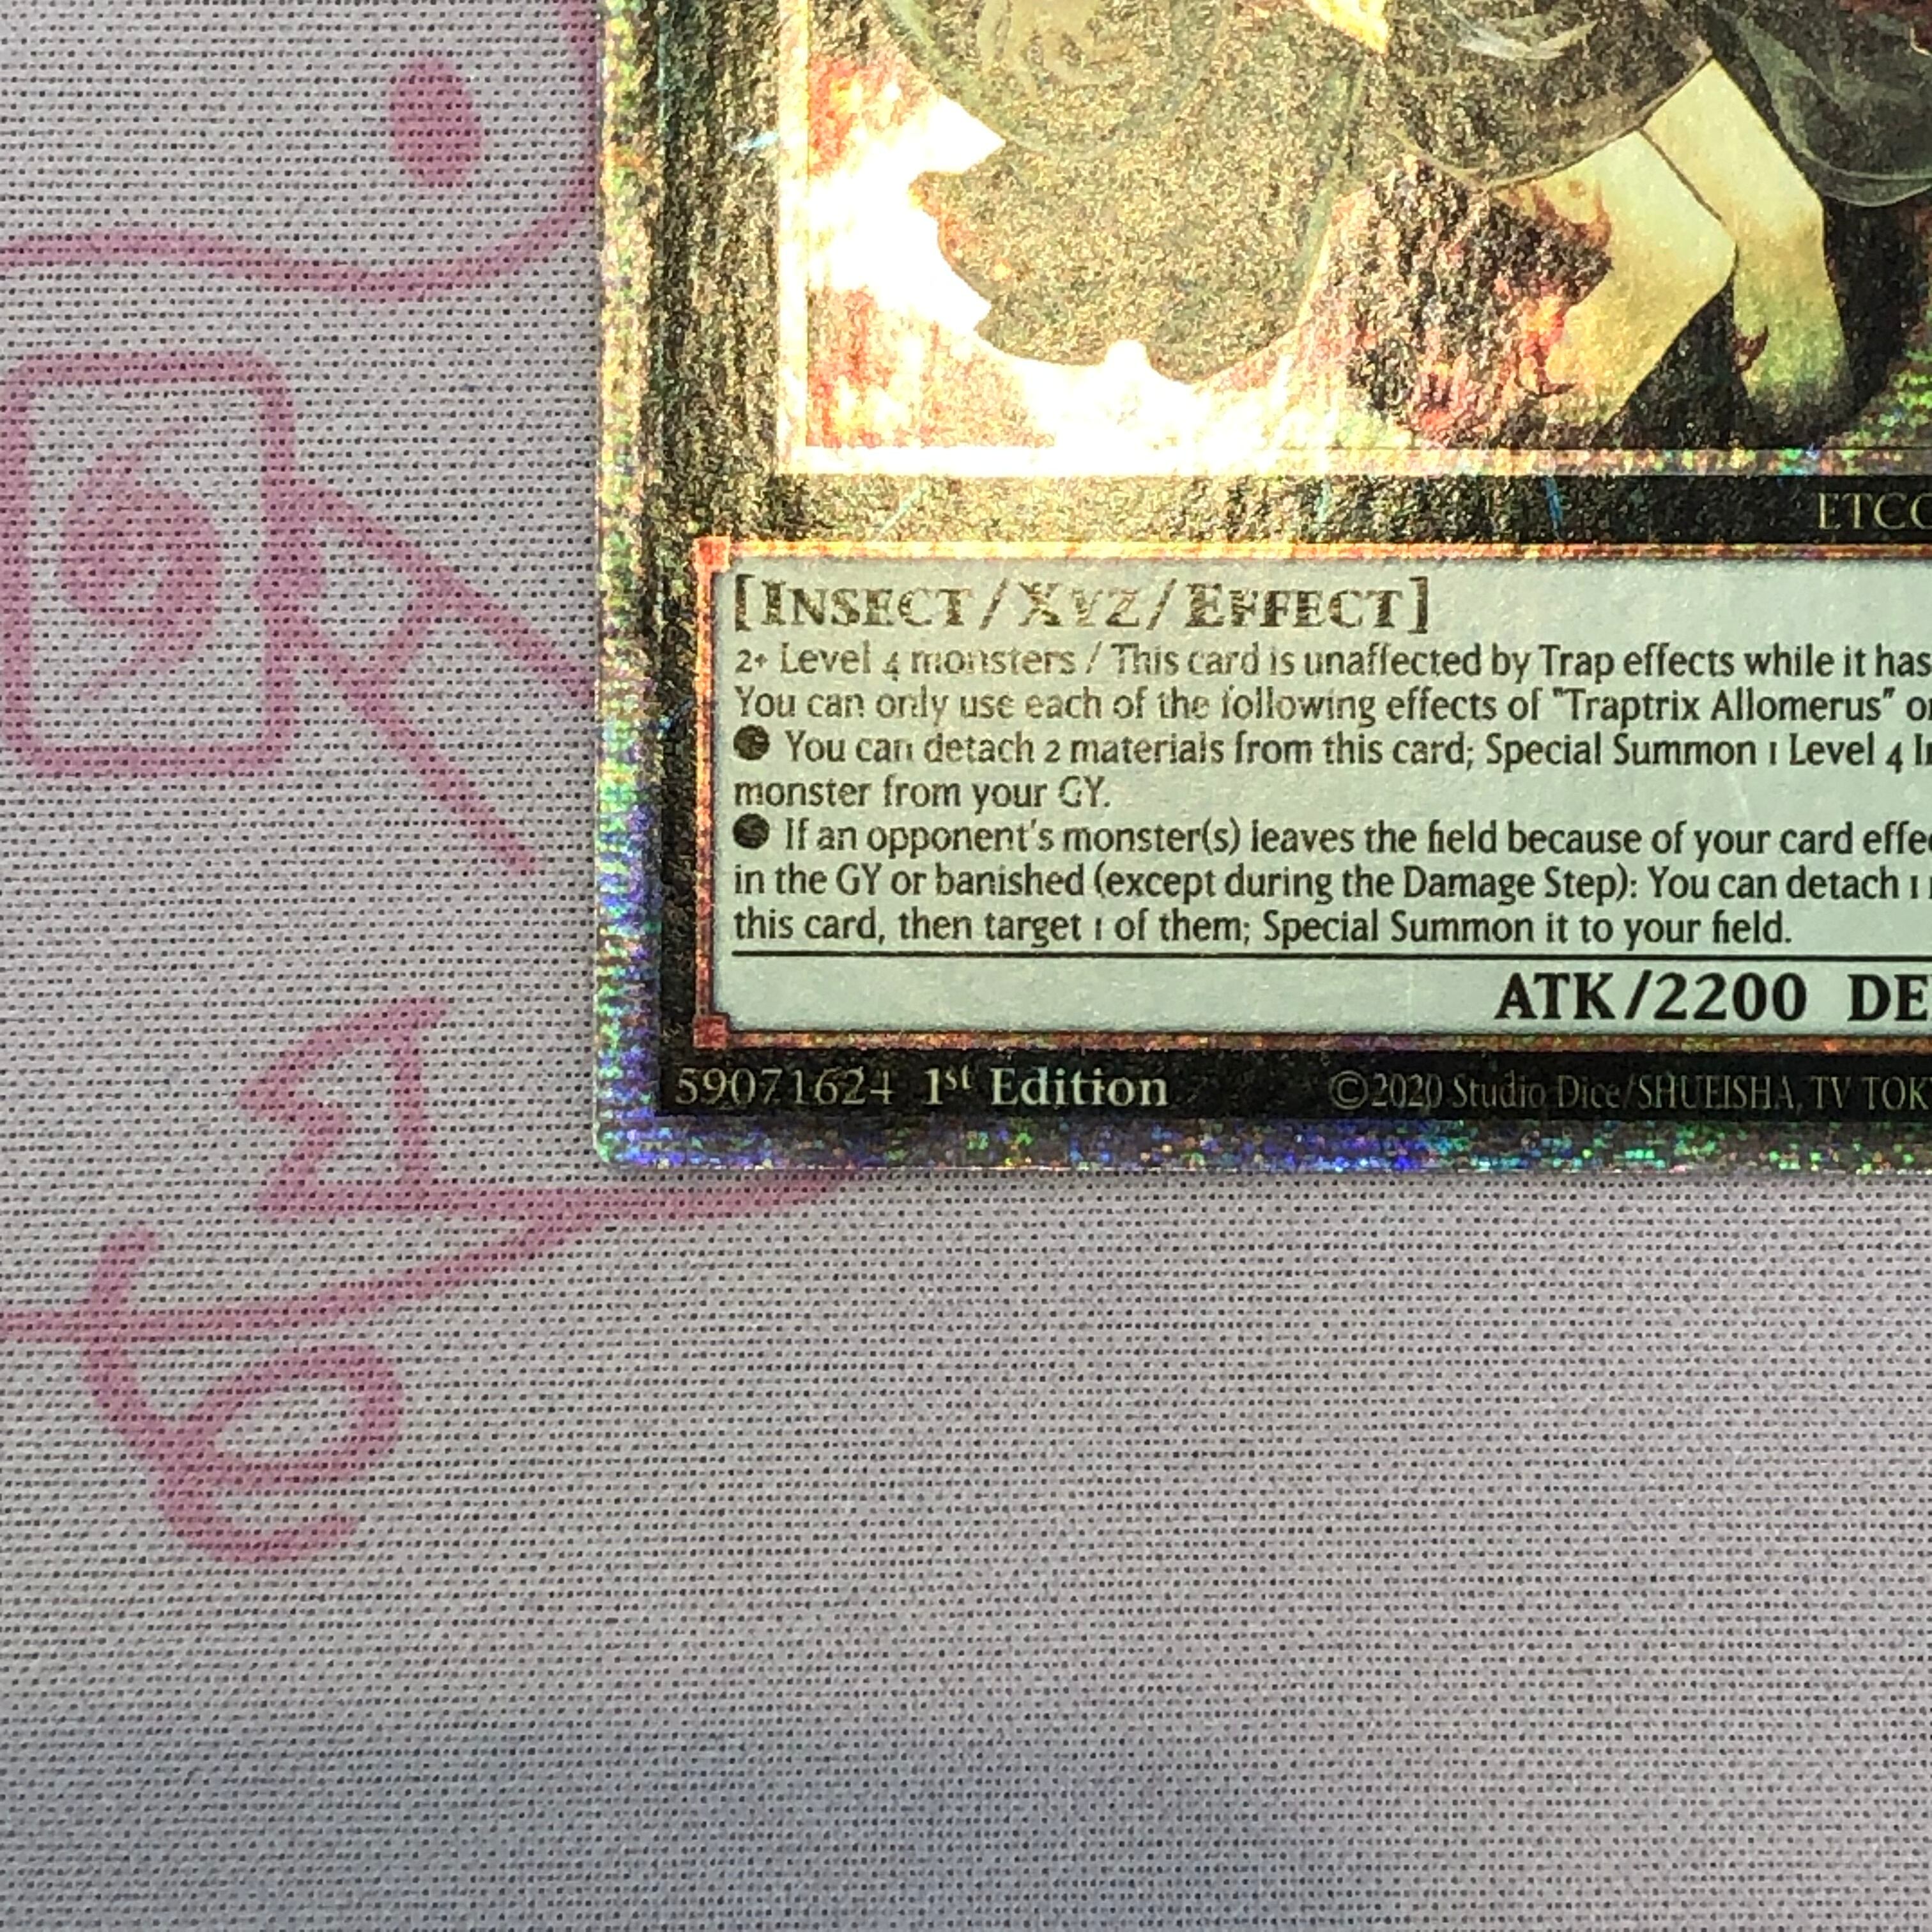 ETCO
[INSECT/XYZ/EFFECT]
2+ Level 4 monsters / This card is unaffected by Trap effects while it has
You can only use each of the following effects of "Traptrix Allomerus" on
● You can detach 2 materials from this card; Special Summon 1 Level 4 In
monster from your GY.
● If an opponent's monster(s) leaves the field because of your card effe
in the GY or banished (except during the Damage Step): You can detach 1
this card, then target 1 of them; Special Summon it to your field.
ATK/2200 DE
59071624 1st Edition ©2020 Studio Dice/SHUEISHA, TV TOK